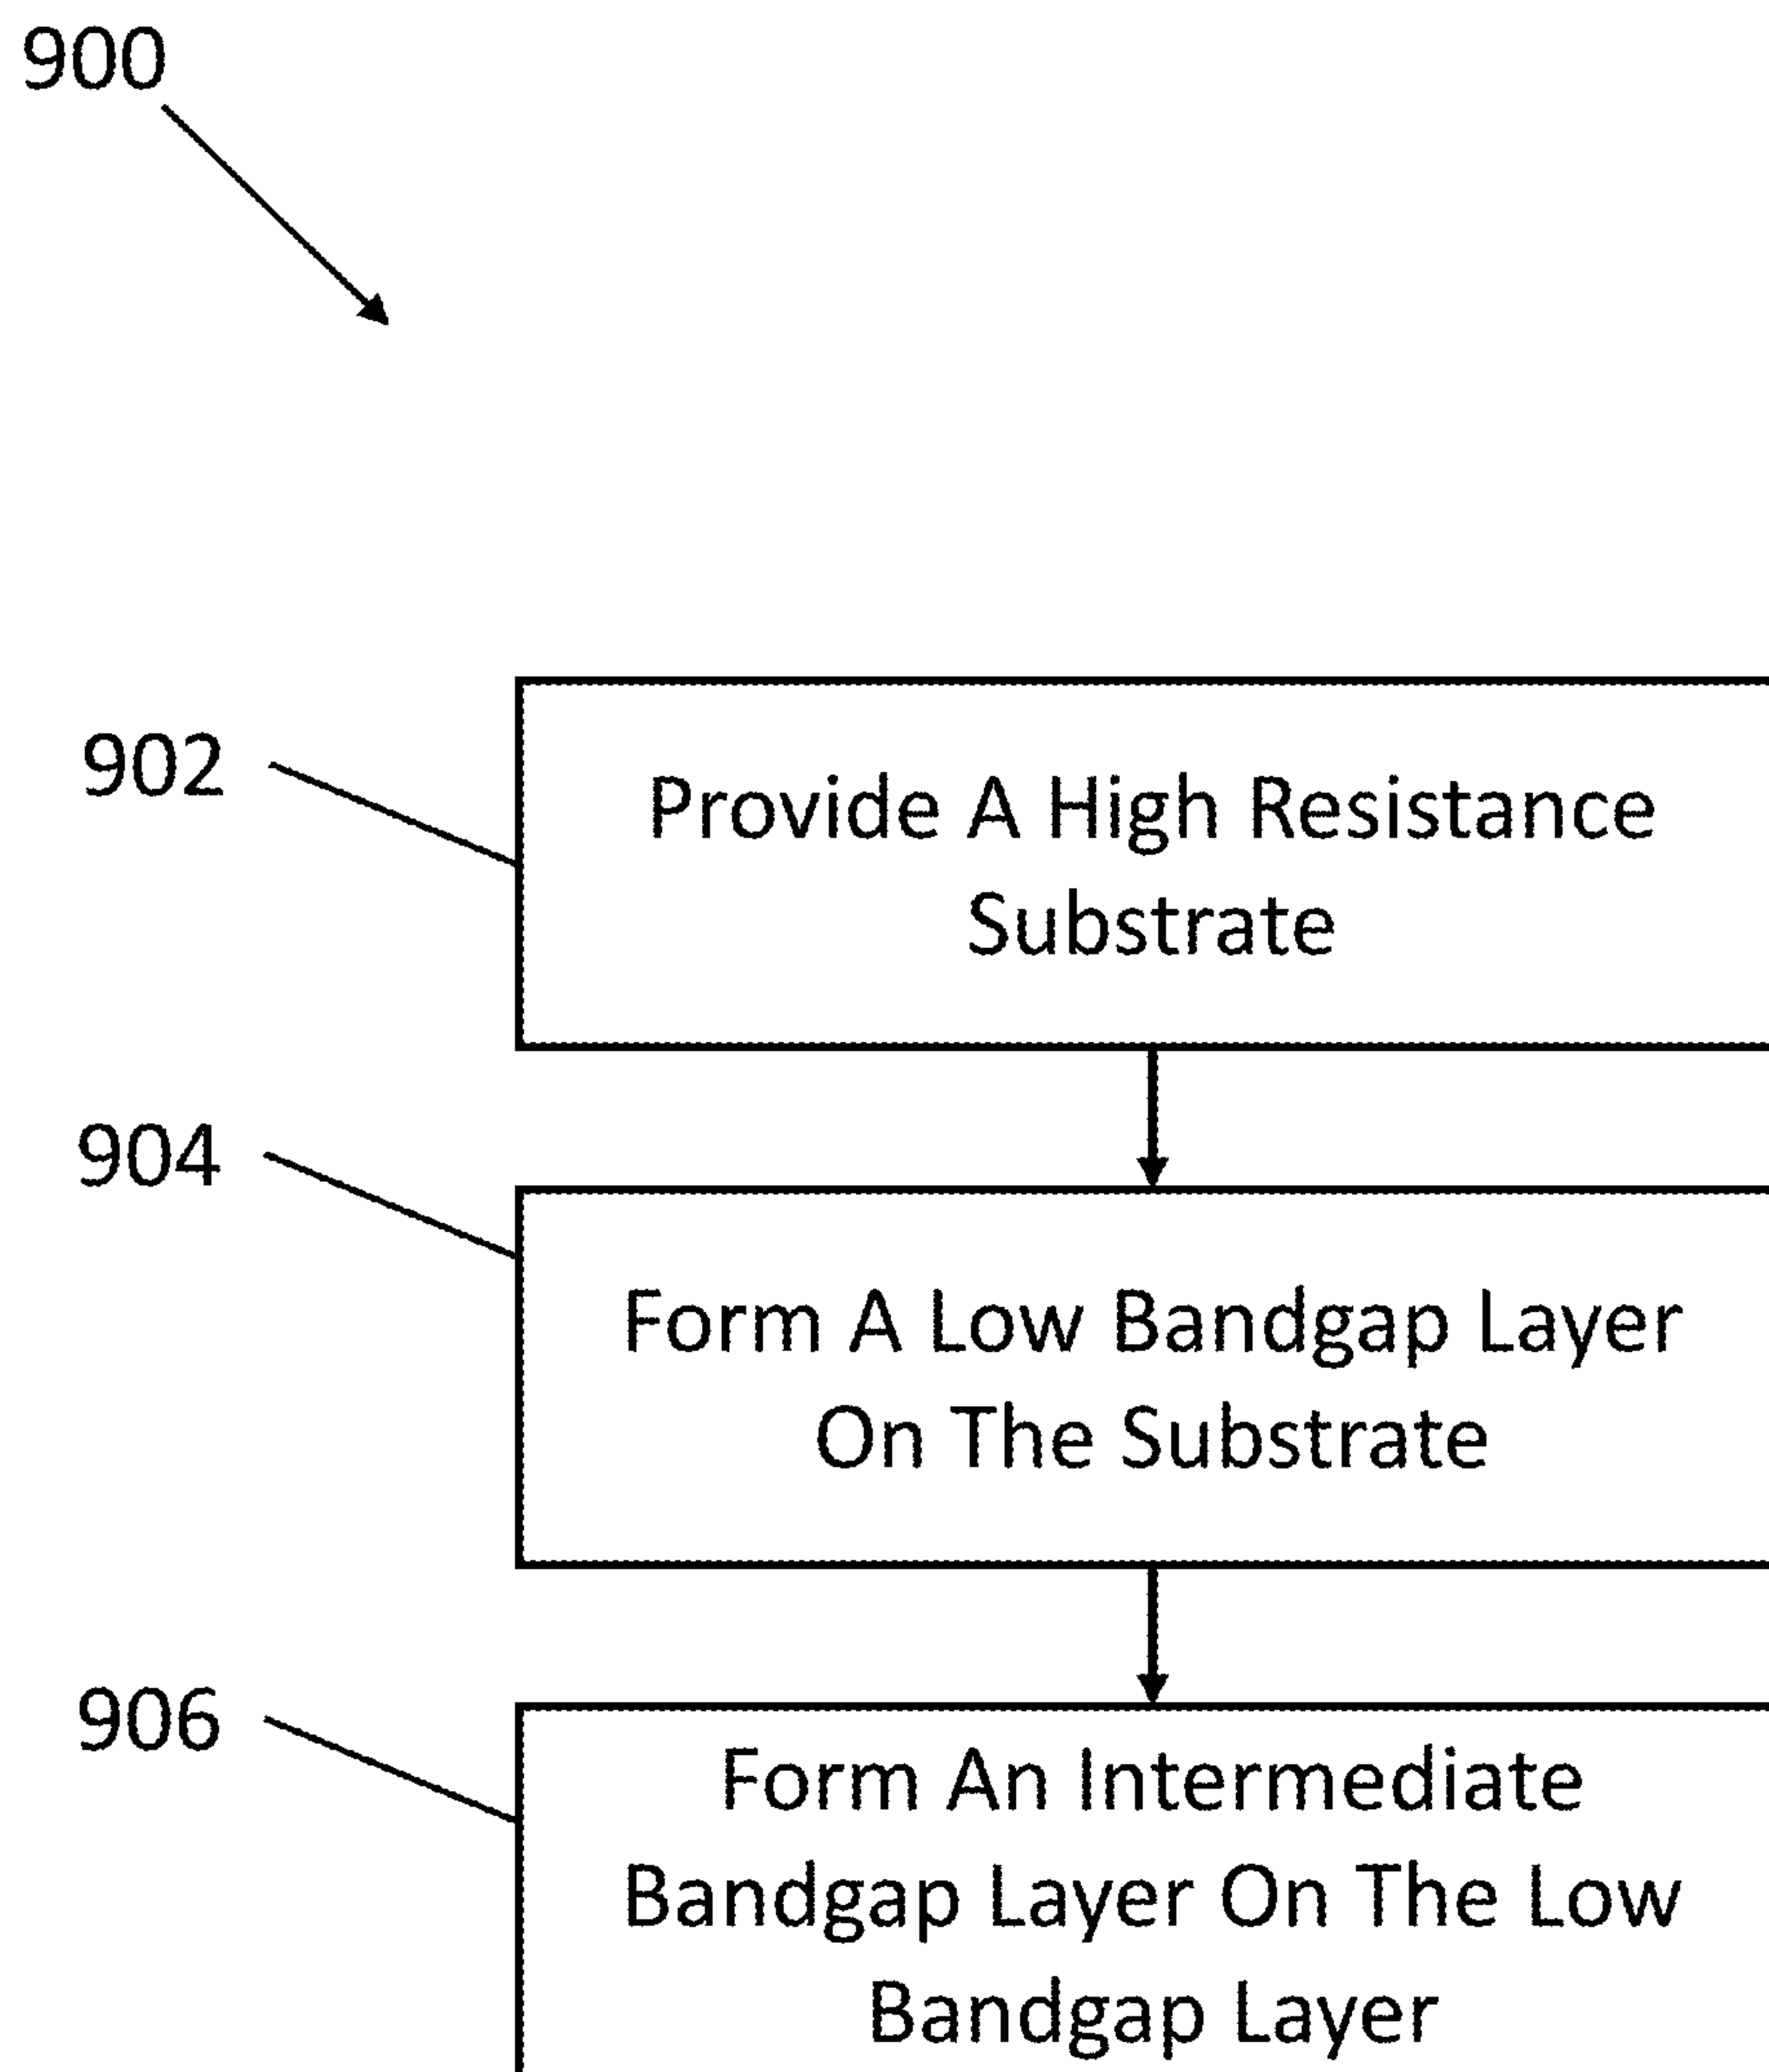 900
902
Provide A High Resistance
Substrate
904
Form A Low Bandgap Layer
On The Substrate
906
Form An Intermediate
Bandgap Layer On The Low
Bandgap Layer